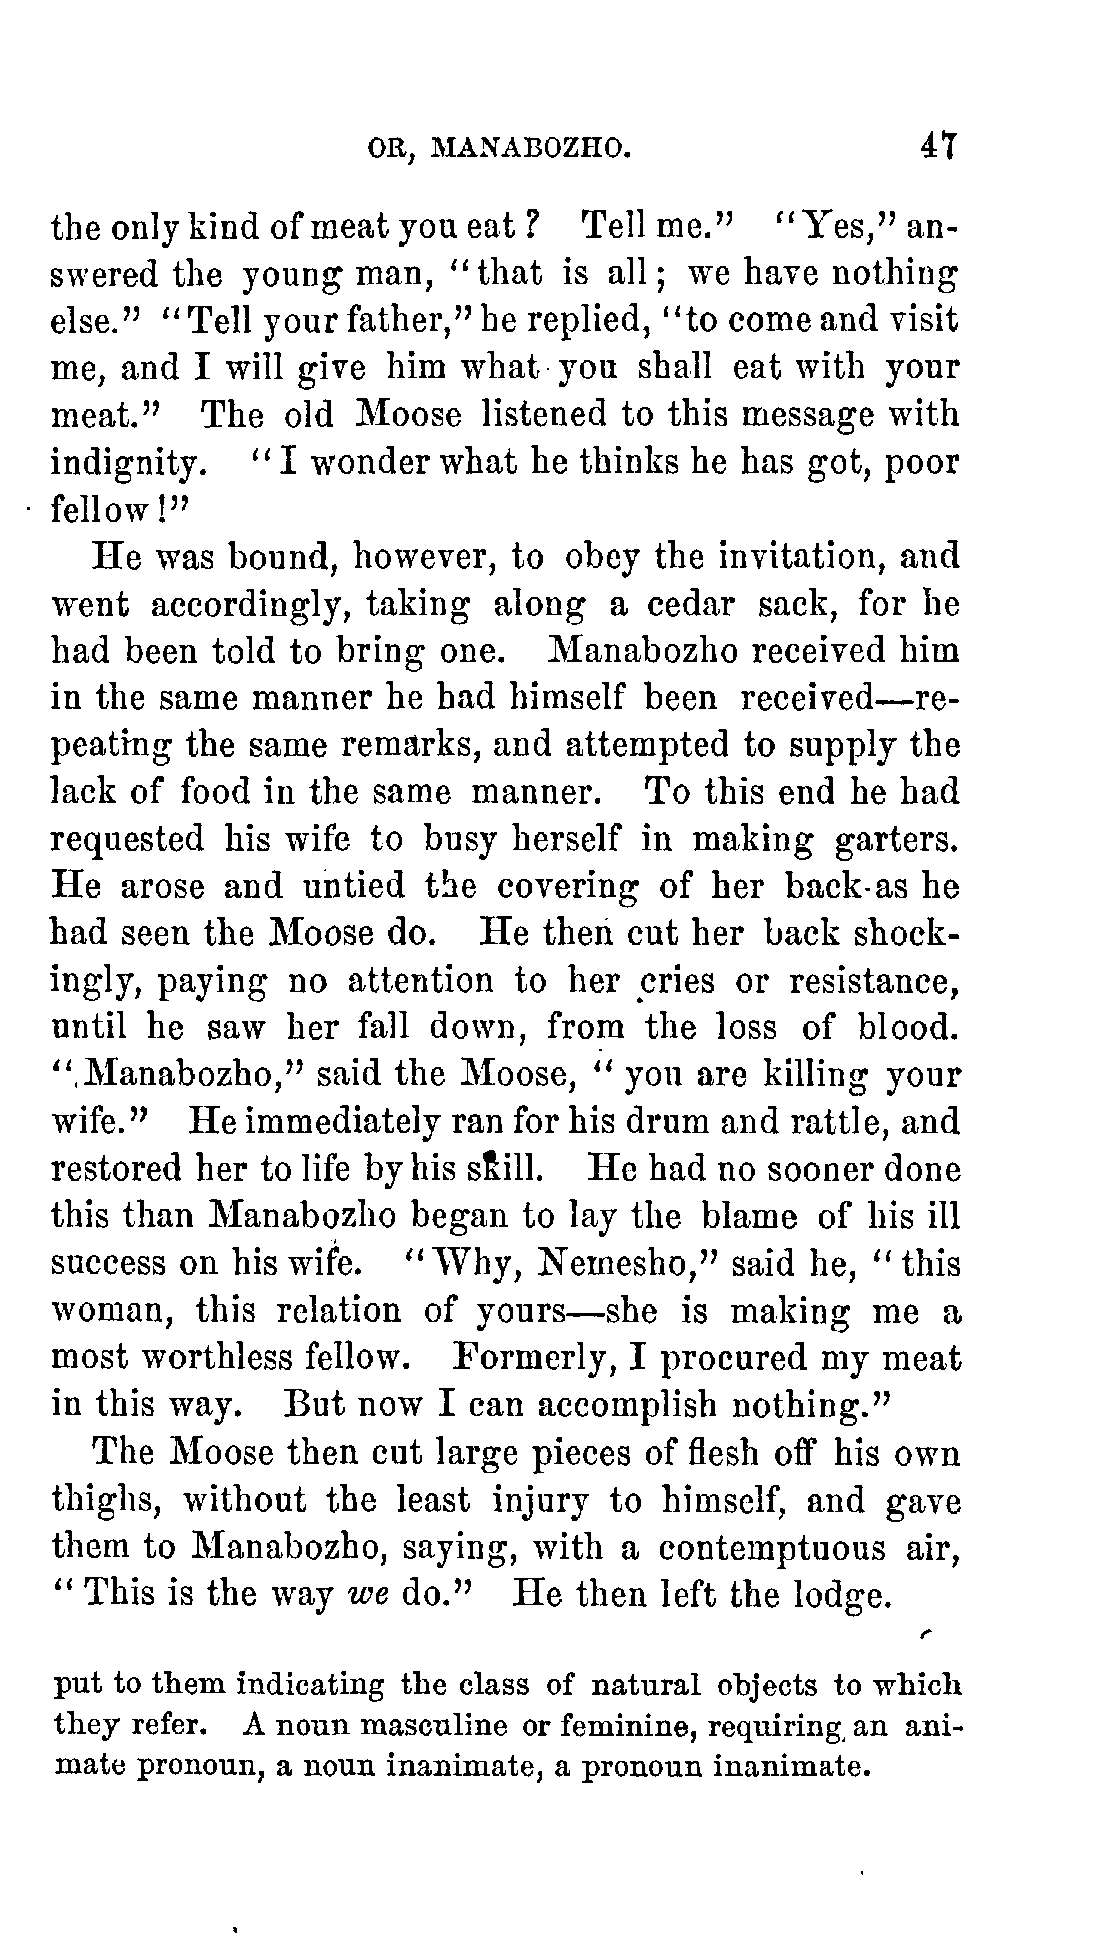 OR, MANABOZHO. 47
the only kind of meat you eat? Tell me.” “Yes,” an-
swered the young man, “that is all; we have nothing
else.” “Tell your father,” he replied, “to come and visit
me, and I will give him what you shall eat with your
meat.” The old Moose listened to this message with
indignity. “I wonder what he thinks he has got, poor
fellow!”
He was bound, however, to obey the invitation, and
went accordingly, taking along a cedar sack, for he
had been told to bring one. Manabozho received him
in the same manner he had himself been received—re-
peating the same remarks, and attempted to supply the
lack of food in the same manner. To this end he had
requested his wife to busy herself in making garters.
He arose and untied the covering of her back as he
had seen the Moose do. He then cut her back shock-
ingly, paying no attention to her cries or resistance,
until he saw her fall down, from the loss of blood.
“Manabozho,” said the Moose, “you are killing your
wife.” He immediately ran for his drum and rattle, and
restored her to life by his skill. He had no sooner done
this than Manabozho began to lay the blame of his ill
success on his wife. “Why, Nemesho,” said he, “this
woman, this relation of yours—she is making me a
most worthless fellow. Formerly, I procured my meat
in this way. But now I can accomplish nothing.”
The Moose then cut large pieces of flesh off his own
thighs, without the least injury to himself, and gave
them to Manabozho, saying, with a contemptuous air,
“This is the way we do.” He then left the lodge.
put to them indicating the class of natural objects to which
they refer. A noun masculine or feminine, requiring an ani-
mate pronoun, a noun inanimate, a pronoun inanimate.